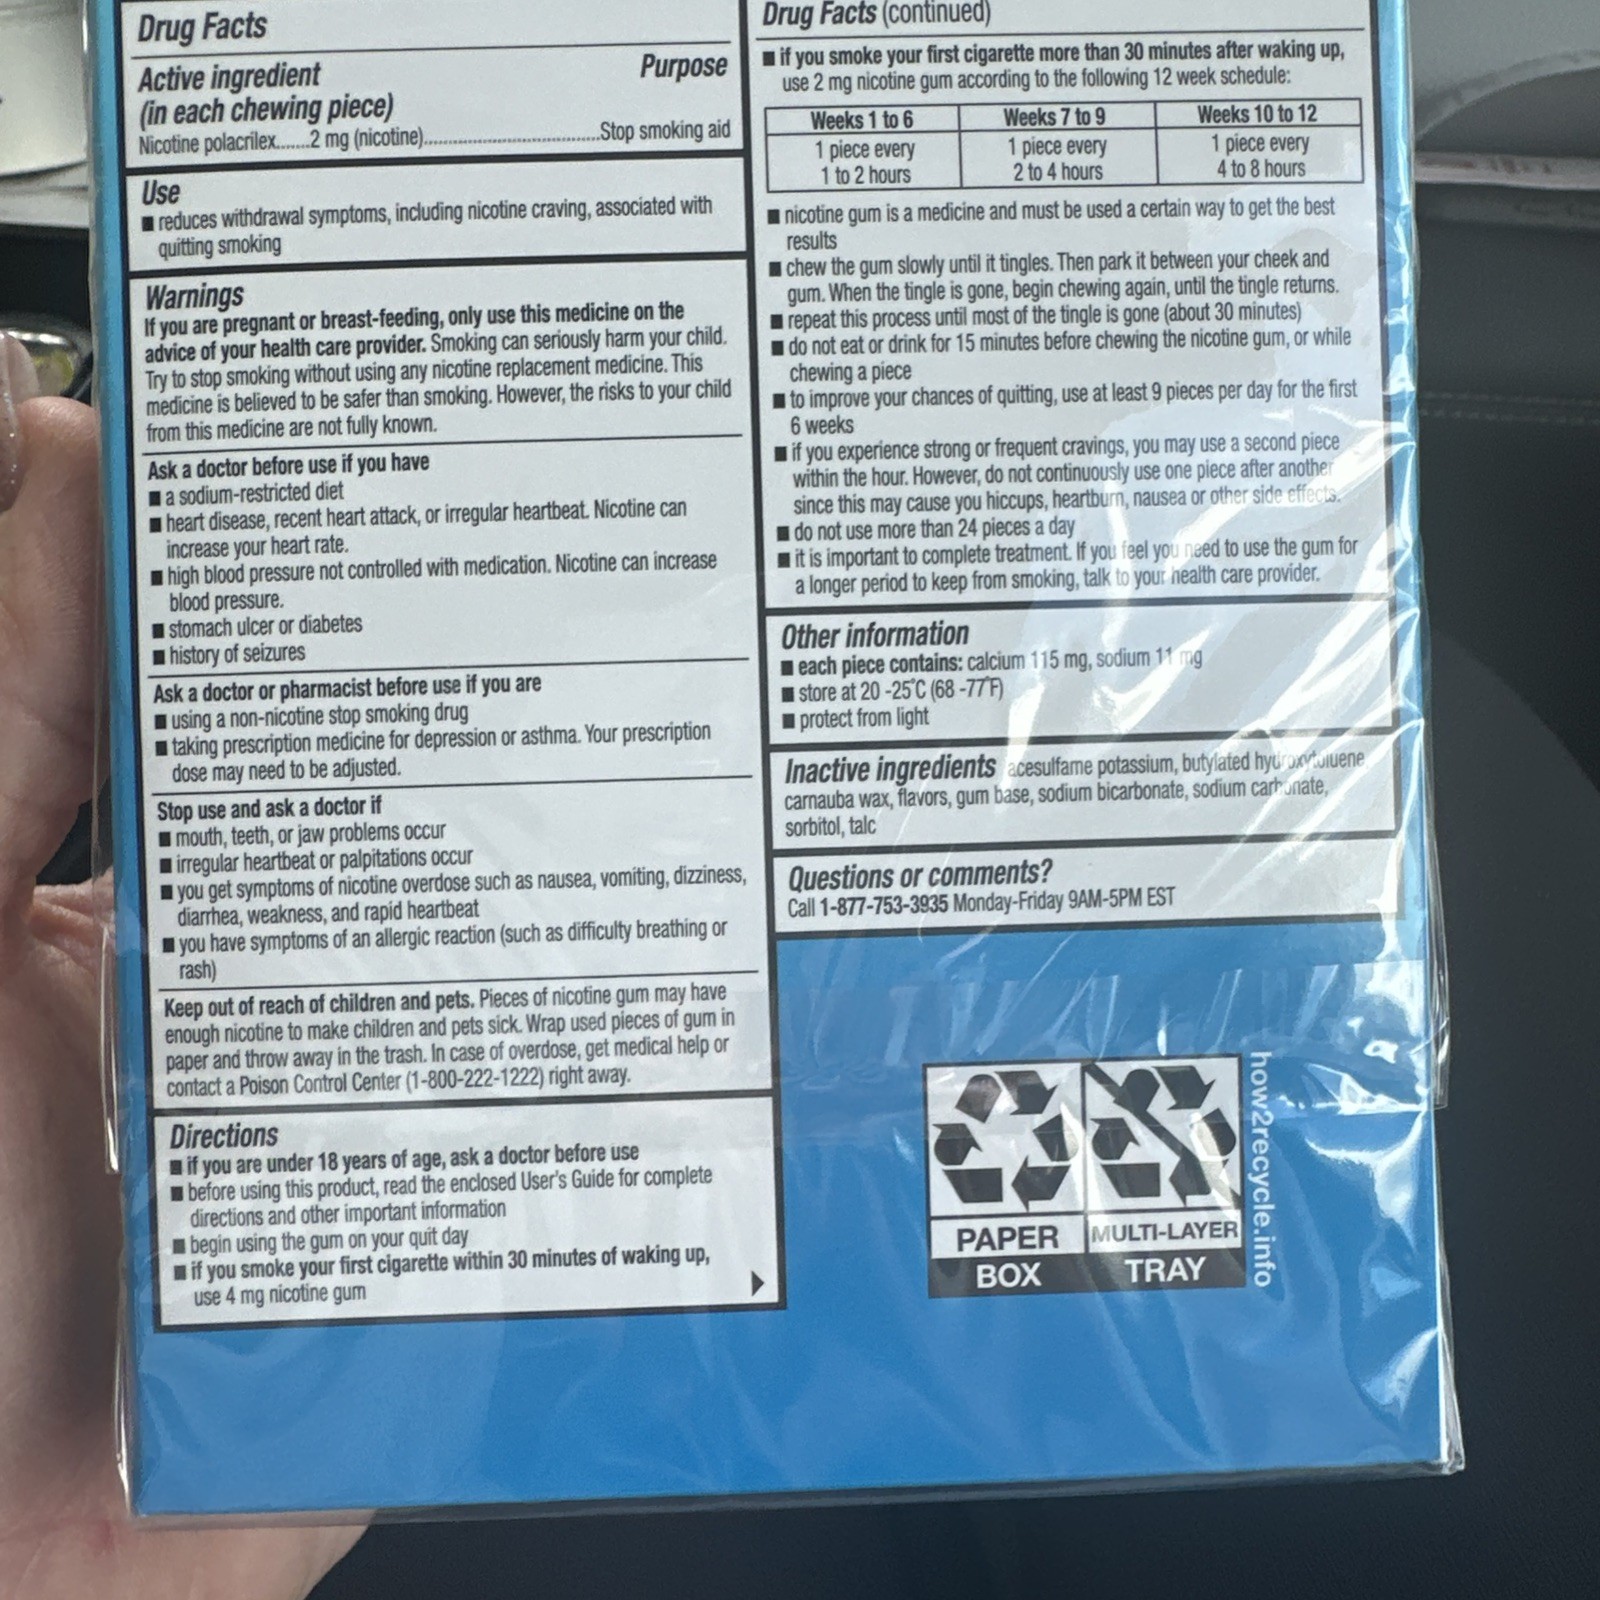 Drug Facts
Active ingredient Purpose
(in each chewing piece)
Nicotine polacrilex.......2 mg (nicotine)................................Stop smoking aid
Use
■ reduces withdrawal symptoms, including nicotine craving, associated with
quitting smoking
Warnings
If you are pregnant or breast-feeding, only use this medicine on the
advice of your health care provider. Smoking can seriously harm your child.
Try to stop smoking without using any nicotine replacement medicine. This
medicine is believed to be safer than smoking. However, the risks to your child
from this medicine are not fully known.
Ask a doctor before use if you have
■ a sodium-restricted diet
■ heart disease, recent heart attack, or irregular heartbeat. Nicotine can
increase your heart rate.
■ high blood pressure not controlled with medication. Nicotine can increase
blood pressure.
■ stomach ulcer or diabetes
■ history of seizures
Ask a doctor or pharmacist before use if you are
■ using a non-nicotine stop smoking drug
■ taking prescription medicine for depression or asthma. Your prescription
dose may need to be adjusted.
Stop use and ask a doctor if
■ mouth, teeth, or jaw problems occur
■ irregular heartbeat or palpitations occur
■ you get symptoms of nicotine overdose such as nausea, vomiting, dizziness,
diarrhea, weakness, and rapid heartbeat
■ you have symptoms of an allergic reaction (such as difficulty breathing or
rash)
Keep out of reach of children and pets. Pieces of nicotine gum may have
enough nicotine to make children and pets sick. Wrap used pieces of gum in
paper and throw away in the trash. In case of overdose, get medical help or
contact a Poison Control Center (1-800-222-1222) right away.
Directions
■ if you are under 18 years of age, ask a doctor before use
■ before using this product, read the enclosed User's Guide for complete
directions and other important information
■ begin using the gum on your quit day
■ if you smoke your first cigarette within 30 minutes of waking up,
use 4 mg nicotine gum
Drug Facts (continued)
■ if you smoke your first cigarette more than 30 minutes after waking up,
use 2 mg nicotine gum according to the following 12 week schedule:
Weeks 1 to 6 Weeks 7 to 9 Weeks 10 to 12
1 piece every 1 piece every 1 piece every
1 to 2 hours 2 to 4 hours 4 to 8 hours
■ nicotine gum is a medicine and must be used a certain way to get the best
results
■ chew the gum slowly until it tingles. Then park it between your cheek and
gum. When the tingle is gone, begin chewing again, until the tingle returns.
■ repeat this process until most of the tingle is gone (about 30 minutes)
■ do not eat or drink for 15 minutes before chewing the nicotine gum, or while
chewing a piece
■ to improve your chances of quitting, use at least 9 pieces per day for the first
6 weeks
■ if you experience strong or frequent cravings, you may use a second piece
within the hour. However, do not continuously use one piece after another
since this may cause you hiccups, heartburn, nausea or other side effects.
■ do not use more than 24 pieces a day
■ it is important to complete treatment. If you feel you need to use the gum for
a longer period to keep from smoking, talk to your health care provider.
Other information
■ each piece contains: calcium 115 mg, sodium 11 mg
■ store at 20 -25°C (68 -77°F)
■ protect from light
Inactive ingredients acesulfame potassium, butylated hydroxytoluene,
carnauba wax, flavors, gum base, sodium bicarbonate, sodium carbonate,
sorbitol, talc
Questions or comments?
Call 1-877-753-3935 Monday-Friday 9AM-5PM EST
PAPER MULTI-LAYER
BOX TRAY
how2recycle.info